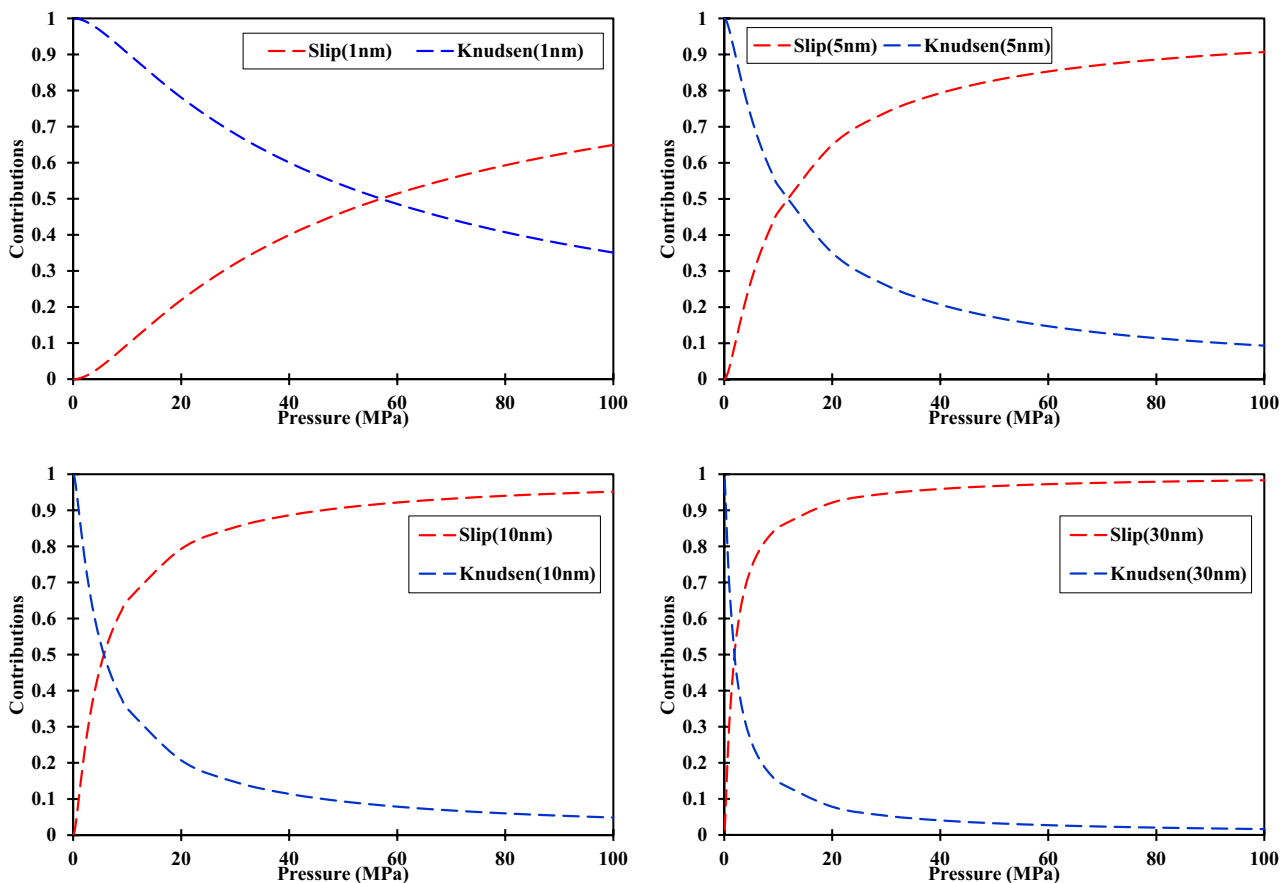 1
0.9
0.8
0.7
0.6
0.5
0.4
0.3
0.2
0.1
0
Contributions
Slip(1nm) Knudsen(1nm)
0 20 40 60 80 100
Pressure (MPa)
1
0.9
0.8
0.7
0.6
0.5
0.4
0.3
0.2
0.1
0
Contributions
Slip(5nm) Knudsen(5nm)
0 20 40 60 80 100
Pressure (MPa)
1
0.9
0.8
0.7
0.6
0.5
0.4
0.3
0.2
0.1
0
Contributions
Slip(10nm)
Knudsen(10nm)
0 20 40 60 80 100
Pressure (MPa)
1
0.9
0.8
0.7
0.6
0.5
0.4
0.3
0.2
0.1
0
Contributions
Slip(30nm)
Knudsen(30nm)
0 20 40 60 80 100
Pressure (MPa)